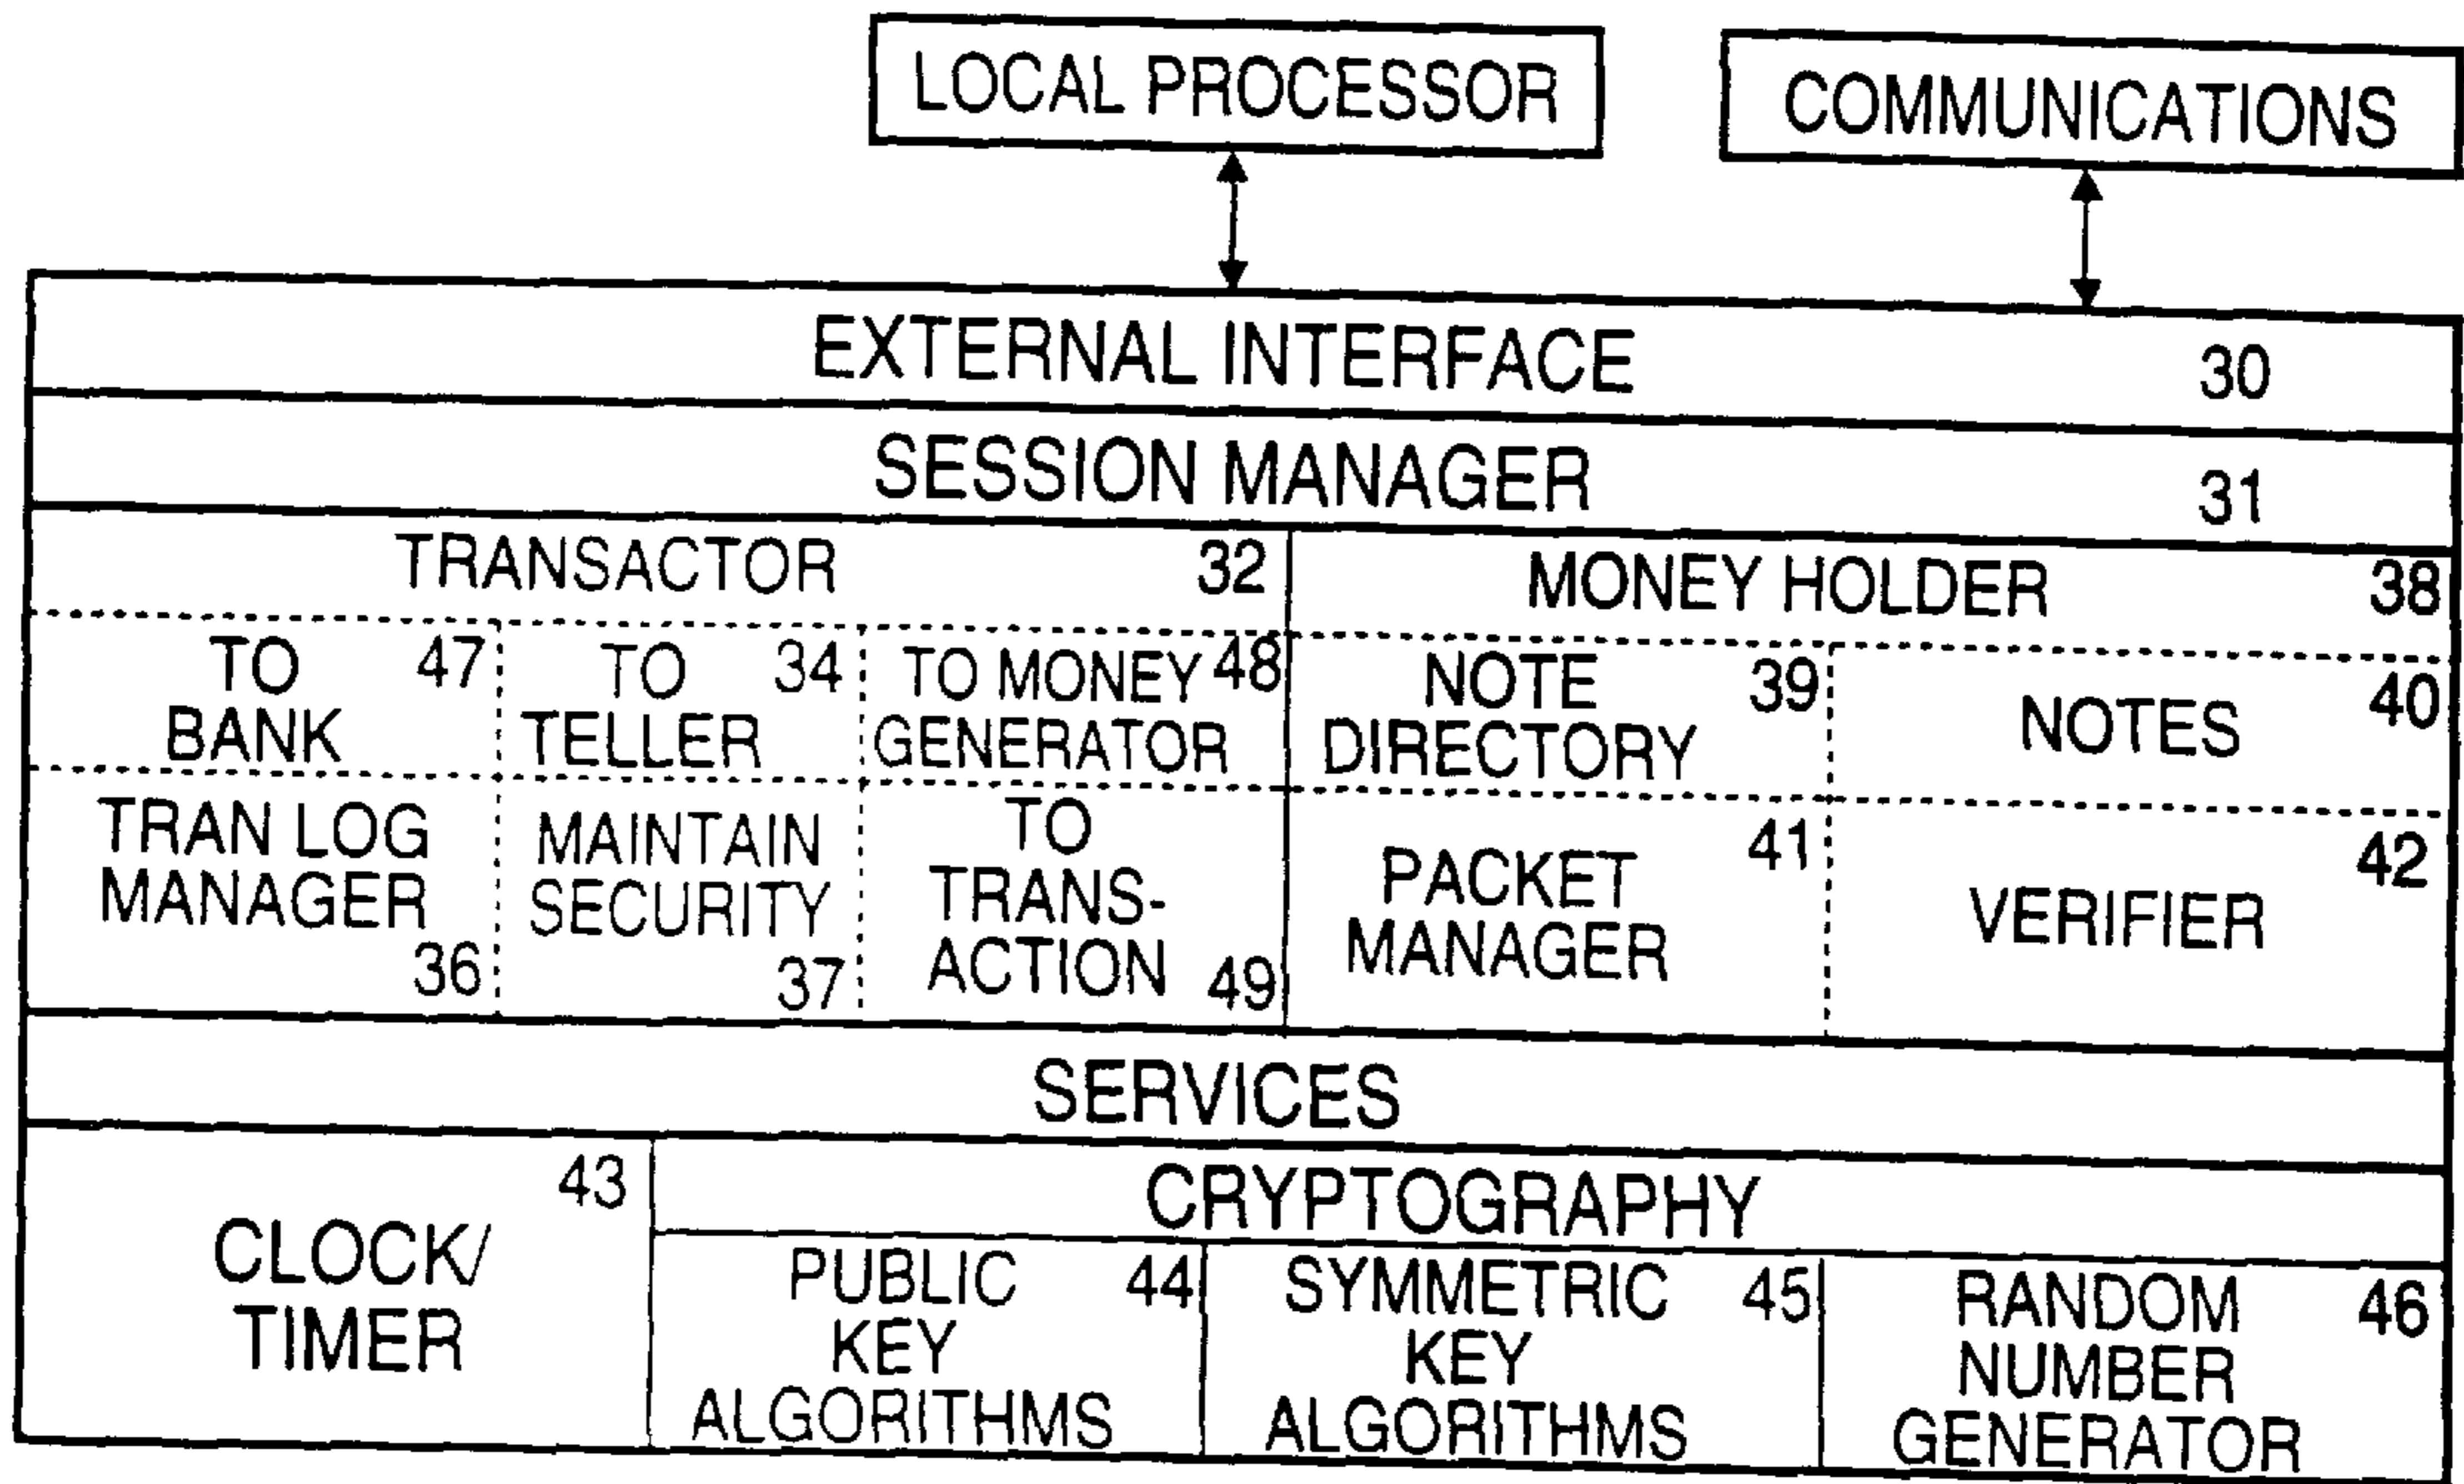 LOCAL PROCESSOR
COMMUNICATIONS
EXTERNAL INTERFACE 30
SESSION MANAGER 31
TRANSACTOR 32
MONEY HOLDER 38
TO 47
BANK
TO 34
TELLER
TO MONEY 48
GENERATOR
NOTE 39
DIRECTORY
NOTES 40
TRAN LOG
MANAGER
36
MAINTAIN
SECURITY
37
TO
TRANS-
ACTION 49
PACKET 41
MANAGER
VERIFIER 42
SERVICES
43
CLOCK/
TIMER
CRYPTOGRAPHY
PUBLIC 44
KEY
ALGORITHMS
SYMMETRIC 45
KEY
ALGORITHMS
RANDOM 46
NUMBER
GENERATOR